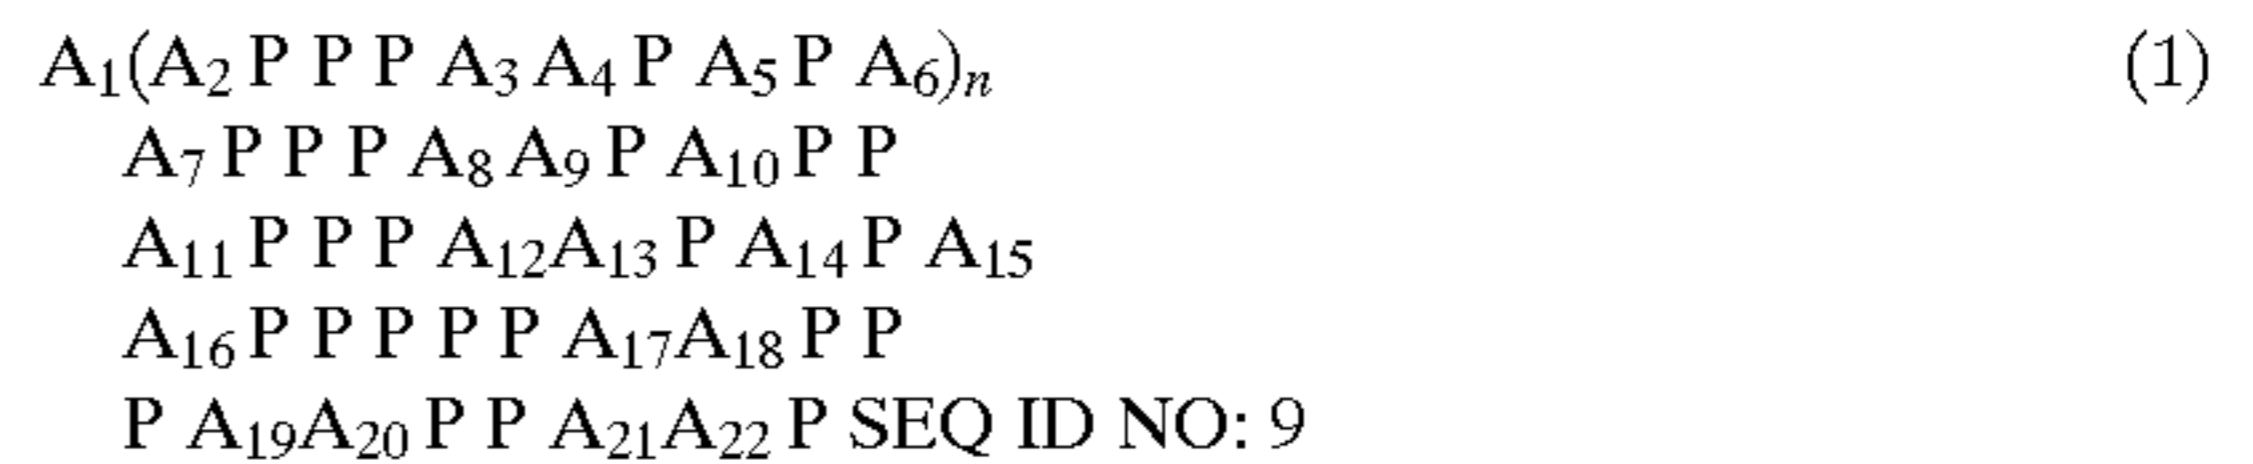 A₁(A₂ P P P A₃ A₄ P A₅ P A₆)ₙ (1)
A₇ P P P A₈ A₉ P A₁₀ P P
A₁₁ P P P A₁₂A₁₃ P A₁₄ P A₁₅
A₁₆ P P P P P A₁₇A₁₈ P P
P A₁₉A₂₀ P P A₂₁A₂₂ P SEQ ID NO: 9